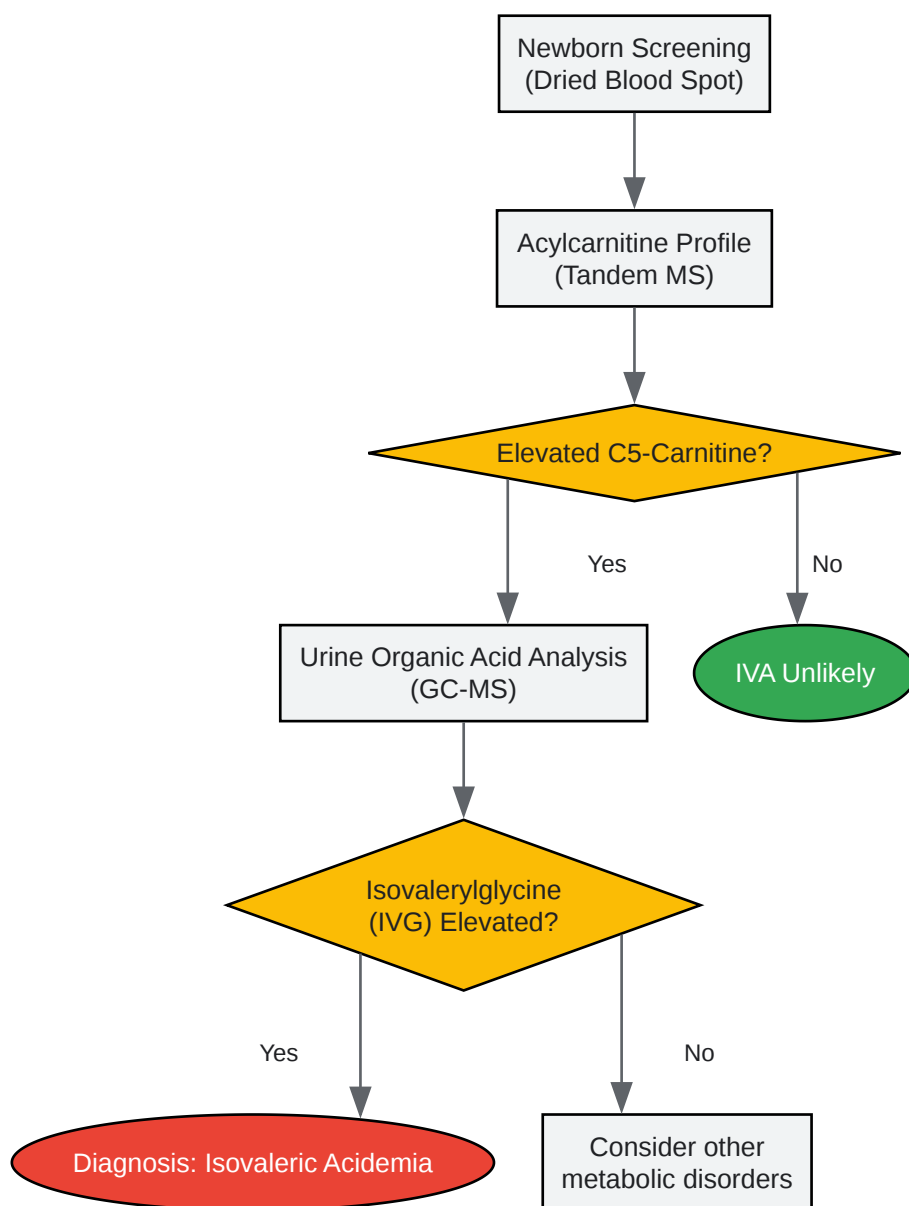 Newborn Screening
(Dried Blood Spot)
Acylcarnitine Profile
(Tandem MS)
Elevated C5-Carnitine?
Yes
No
Urine Organic Acid Analysis
(GC-MS)
IVA Unlikely
Isovalerylglycine
(IVG) Elevated?
Yes
No
Diagnosis: Isovaleric Acidemia
Consider other
metabolic disorders